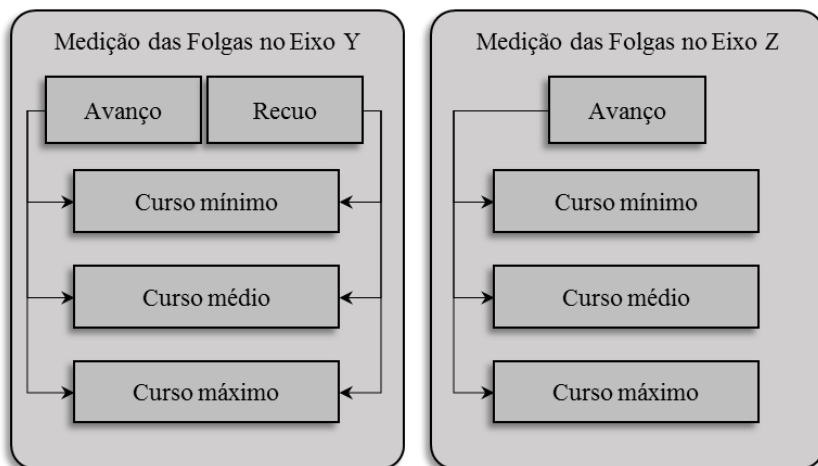 Medição das Folgas no Eixo Y
Avanço
Recuo
Curso mínimo
Curso médio
Curso máximo
Medição das Folgas no Eixo Z
Avanço
Curso mínimo
Curso médio
Curso máximo